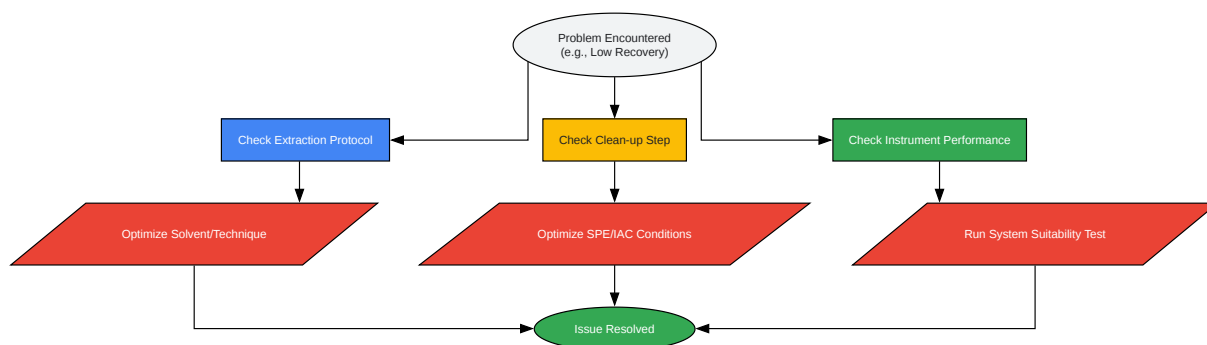 Problem Encountered
(e.g., Low Recovery)
Check Extraction Protocol
Check Clean-up Step
Check Instrument Performance
Optimize Solvent/Technique
Optimize SPE/IAC Conditions
Run System Suitability Test
Issue Resolved